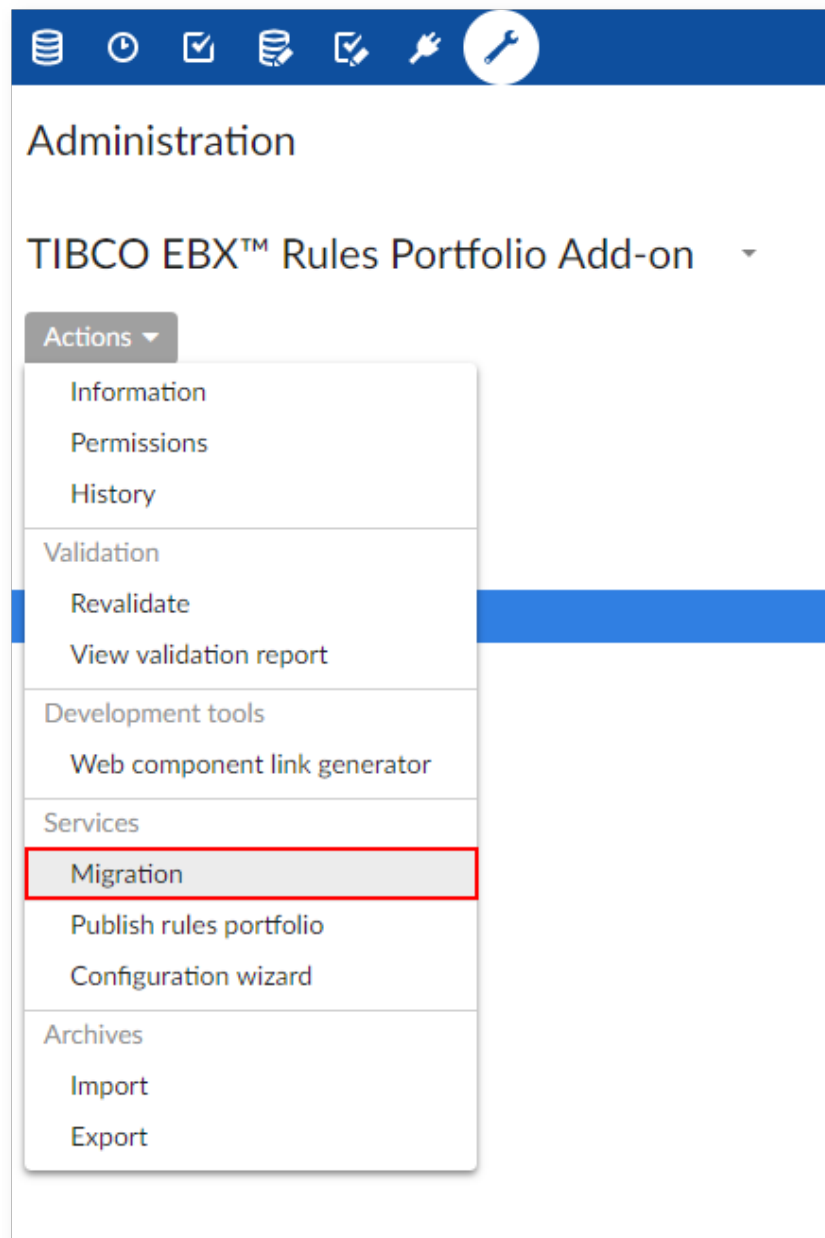 Administration
TIBCO EBX™ Rules Portfolio Add-on
Actions
Information
Permissions
History
Validation
Revalidate
View validation report
Development tools
Web component link generator
Services
Migration
Publish rules portfolio
Configuration wizard
Archives
Import
Export